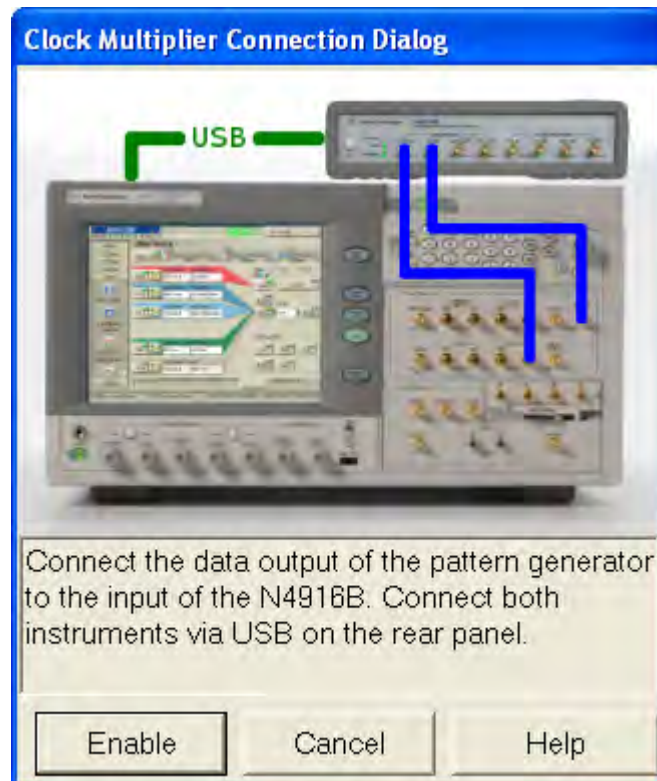 Clock Multiplier Connection Dialog
USB
Connect the data output of the pattern generator
to the input of the N4916B. Connect both
instruments via USB on the rear panel.
Enable
Cancel
Help